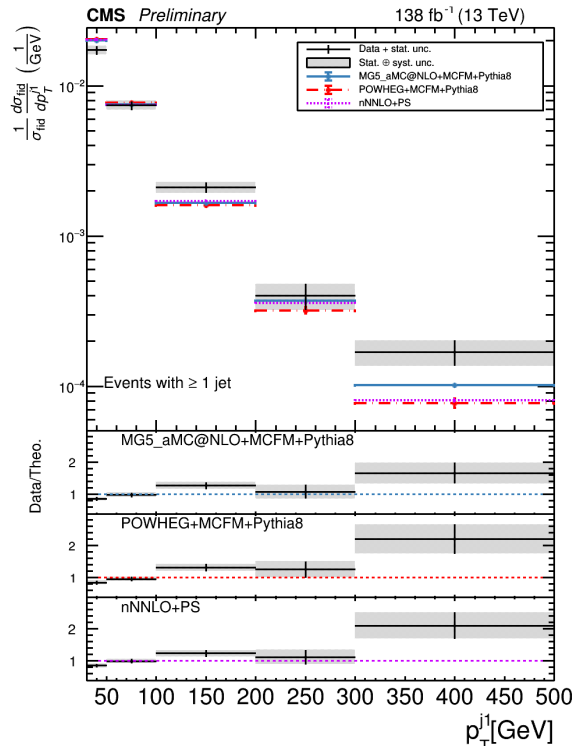 CMS Preliminary 138 fb⁻¹ (13 TeV)
1/σ_fid dσ_fid/dp_T^j1 (1/GeV)
Data + stat. unc.
Stat. ⊕ syst. unc.
MG5_aMC@NLO+MCFM+Pythia8
POWHEG+MCFM+Pythia8
nNNLO+PS
10⁻²
10⁻³
10⁻⁴
Events with ≥ 1 jet
Data/Theo.
MG5_aMC@NLO+MCFM+Pythia8
2
1
POWHEG+MCFM+Pythia8
2
1
nNNLO+PS
2
1
50 100 150 200 250 300 350 400 450 500
p_T^j1[GeV]